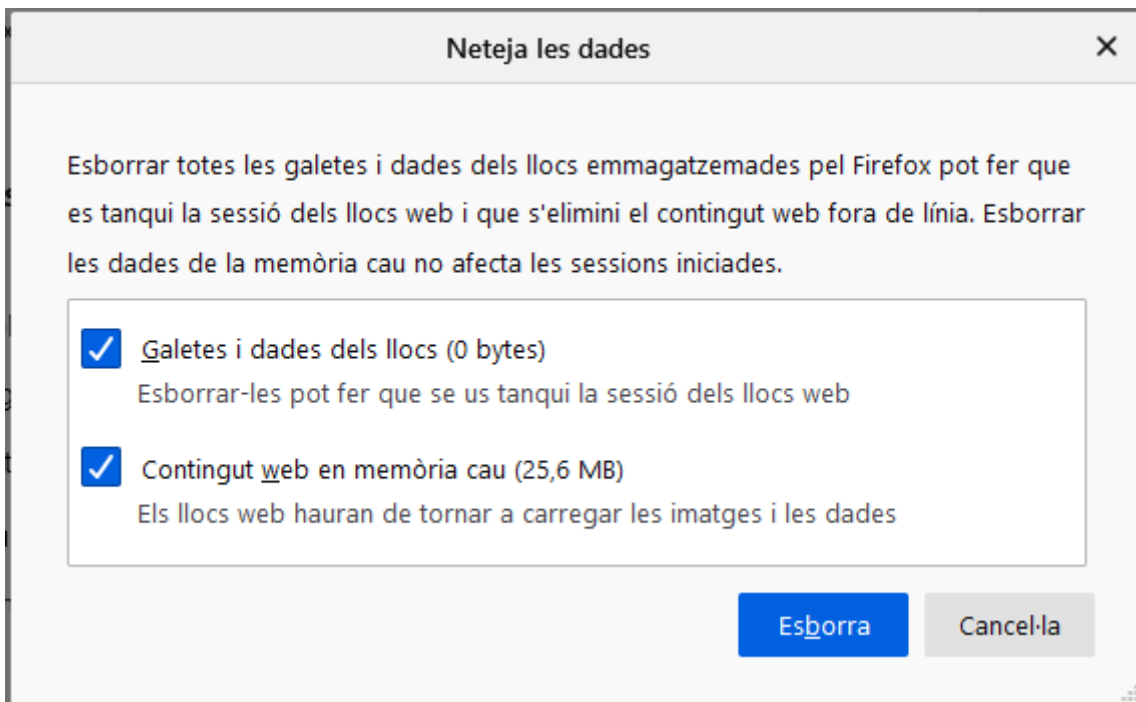 Neteja les dades
Esborrar totes les galetes i dades dels llocs emmagatzemades pel Firefox pot fer que
es tanqui la sessió dels llocs web i que s'elimini el contingut web fora de línia. Esborrar
les dades de la memòria cau no afecta les sessions iniciades.
Galetes i dades dels llocs (0 bytes)
Esborrar-les pot fer que se us tanqui la sessió dels llocs web
Contingut web en memòria cau (25,6 MB)
Els llocs web hauran de tornar a carregar les imatges i les dades
Esborra Cancel·la